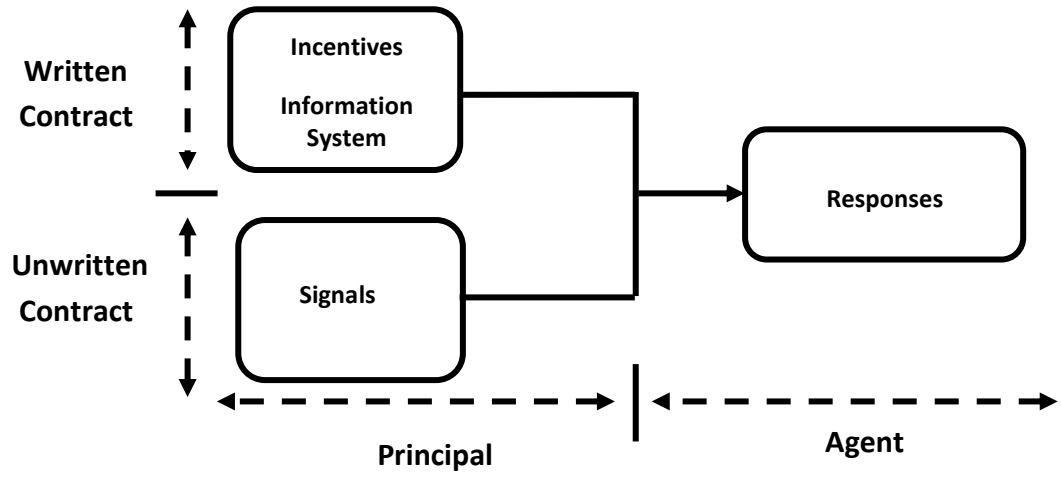 Written
Contract
Incentives
Information
System
Responses
Unwritten
Contract
Signals
Principal
Agent